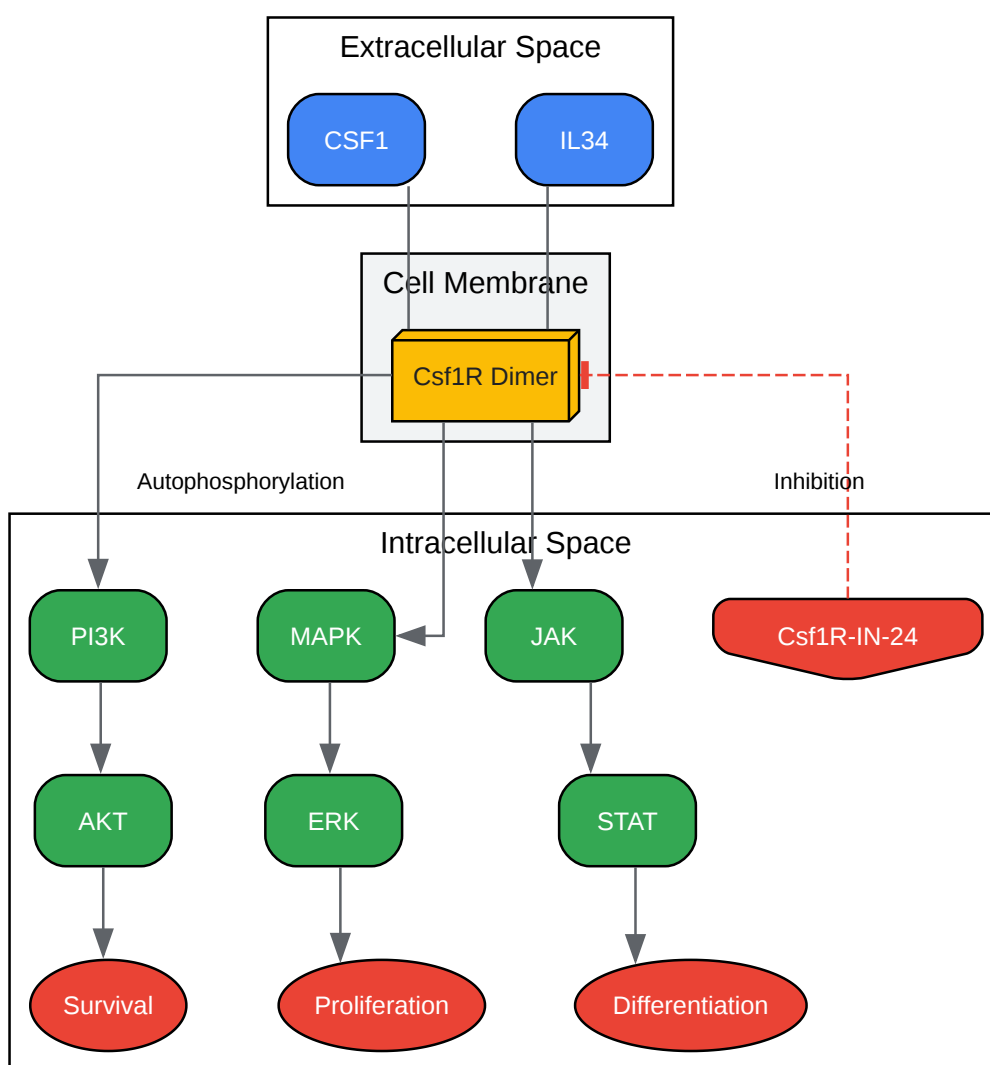 Extracellular Space
CSF1
IL34
Cell Membrane
Csf1R Dimer
Autophosphorylation
Inhibition
Intracellular Space
PI3K
MAPK
JAK
Csf1R-IN-24
AKT
ERK
STAT
Survival
Proliferation
Differentiation